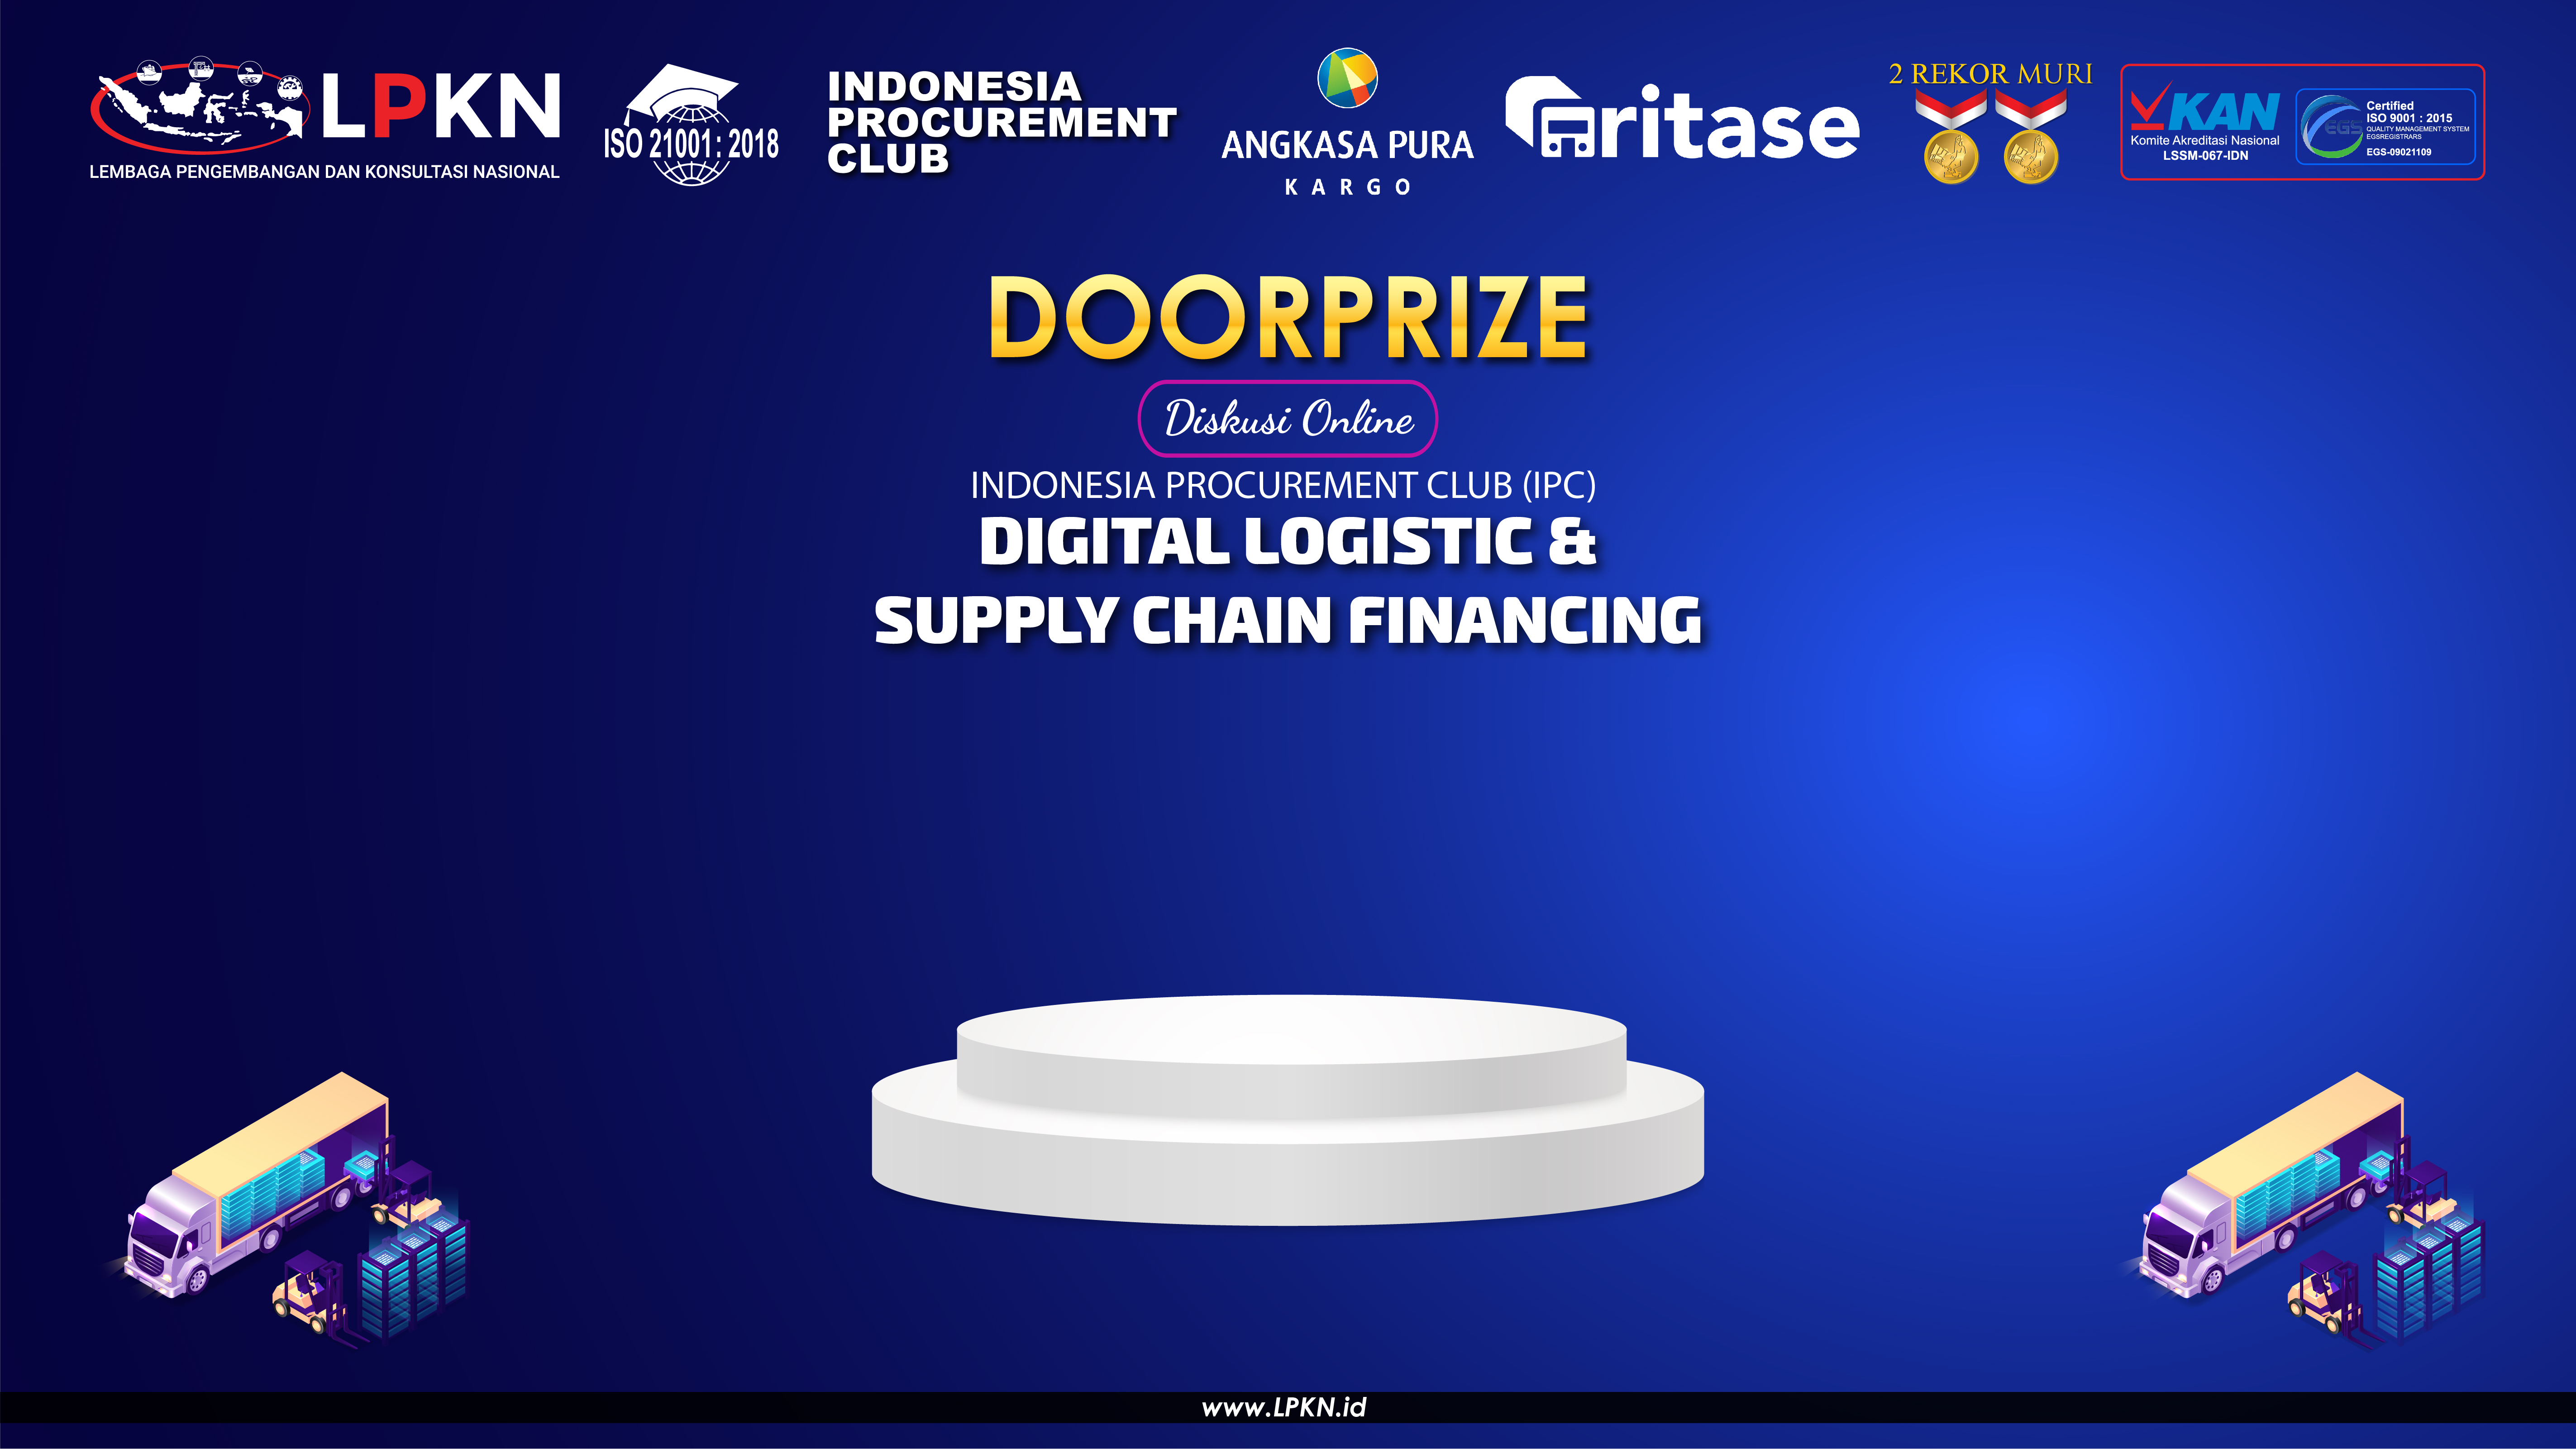 LPKN
LEMBAGA PENGEMBANGAN DAN KONSULTASI NASIONAL
ISO 21001 : 2018
INDONESIA
PROCUREMENT
CLUB
ANGKASA PURA
KARGO
ritase
2 REKOR MURI
KAN
Komite Akreditasi Nasional
LSSM-067-IDN
EGS
Certified
ISO 9001 : 2015
QUALITY MANAGEMENT SYSTEM
EGSREGISTRARS
EGS-09021109
DOORPRIZE
Diskusi Online
INDONESIA PROCUREMENT CLUB (IPC)
DIGITAL LOGISTIC &
SUPPLY CHAIN FINANCING
www.LPKN.id